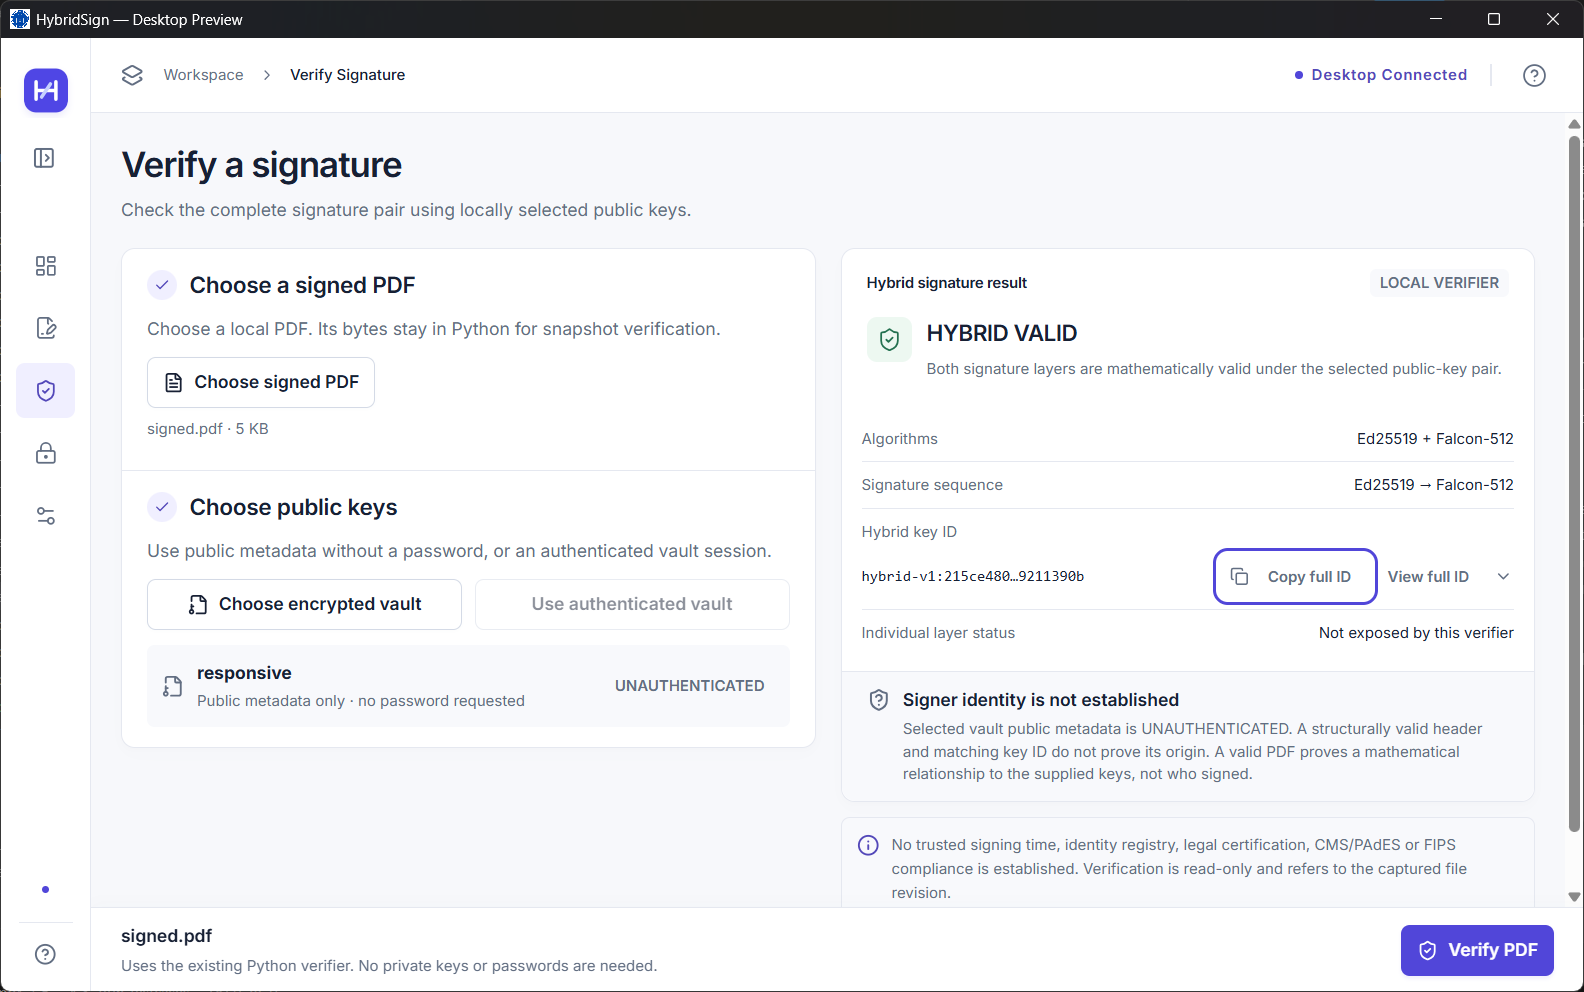 HybridSign — Desktop Preview
Workspace > Verify Signature
Desktop Connected
Verify a signature
Check the complete signature pair using locally selected public keys.
Choose a signed PDF
Choose a local PDF. Its bytes stay in Python for snapshot verification.
Choose signed PDF
signed.pdf · 5 KB
Choose public keys
Use public metadata without a password, or an authenticated vault session.
Choose encrypted vault
Use authenticated vault
responsive
Public metadata only · no password requested
UNAUTHENTICATED
Hybrid signature result
LOCAL VERIFIER
HYBRID VALID
Both signature layers are mathematically valid under the selected public-key pair.
Algorithms
Ed25519 + Falcon-512
Signature sequence
Ed25519 → Falcon-512
Hybrid key ID
hybrid-v1:215ce480…9211390b
Copy full ID
View full ID
Individual layer status
Not exposed by this verifier
Signer identity is not established
Selected vault public metadata is UNAUTHENTICATED. A structurally valid header
and matching key ID do not prove its origin. A valid PDF proves a mathematical
relationship to the supplied keys, not who signed.
No trusted signing time, identity registry, legal certification, CMS/PAdES or FIPS
compliance is established. Verification is read-only and refers to the captured file
revision.
signed.pdf
Uses the existing Python verifier. No private keys or passwords are needed.
Verify PDF